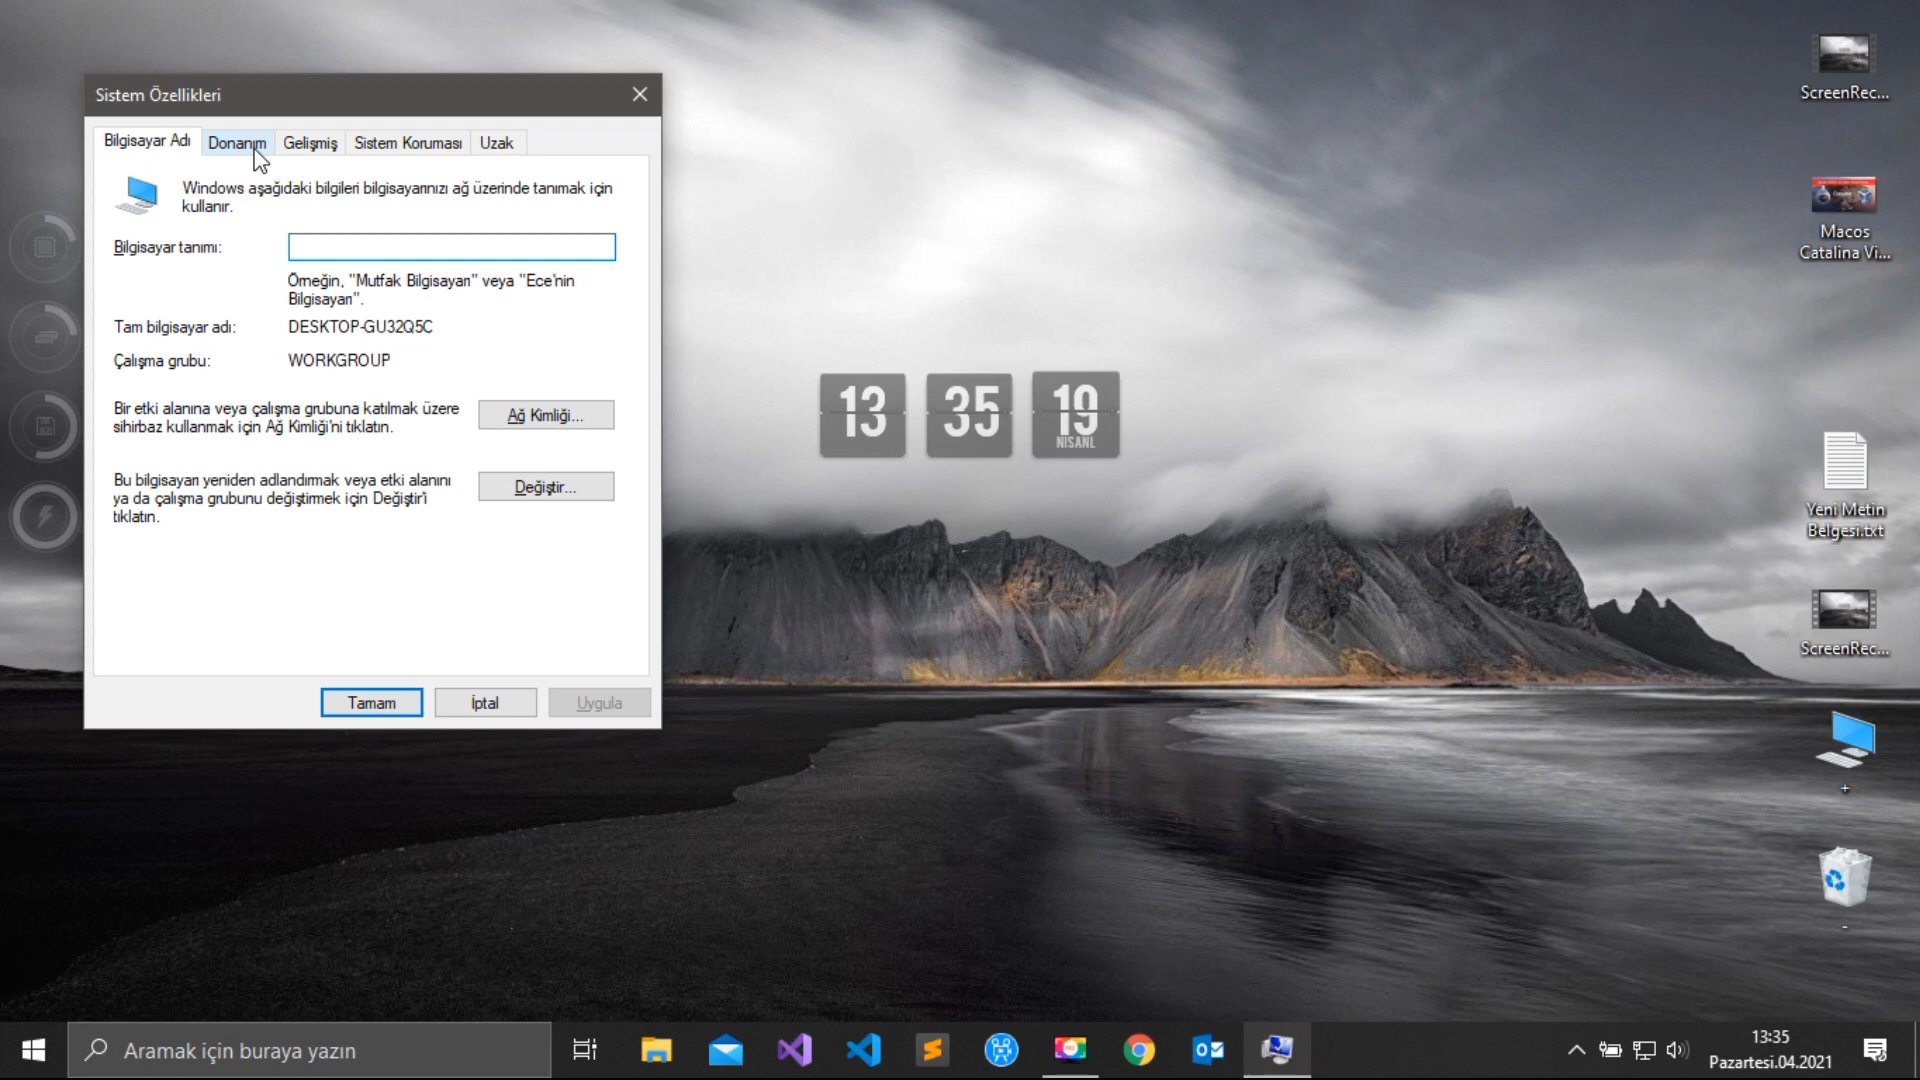 Sistem Özellikleri
Bilgisayar Adı
Donanım
Gelişmiş
Sistem Koruması
Uzak
Windows aşağıdaki bilgileri bilgisayarınızı ağ üzerinde tanımak için
kullanır.
Bilgisayar tanımı:
Örneğin, "Mutfak Bilgisayarı" veya "Ece'nin
Bilgisayarı".
Tam bilgisayar adı:
DESKTOP-GU32Q5C
Çalışma grubu:
WORKGROUP
Bir etki alanına veya çalışma grubuna katılmak üzere
sihirbaz kullanmak için Ağ Kimliği'ni tıklatın.
Ağ Kimliği...
Bu bilgisayarı yeniden adlandırmak veya etki alanını
ya da çalışma grubunu değiştirmek için Değiştir'i
tıklatın.
Değiştir...
Tamam
İptal
Uygula
13
35
19
NISANL
ScreenRec...
Macos
Catalina Vi...
Yeni Metin
Belgesi.txt
ScreenRec...
+
-
Aramak için buraya yazın
13:35
Pazartesi.04.2021